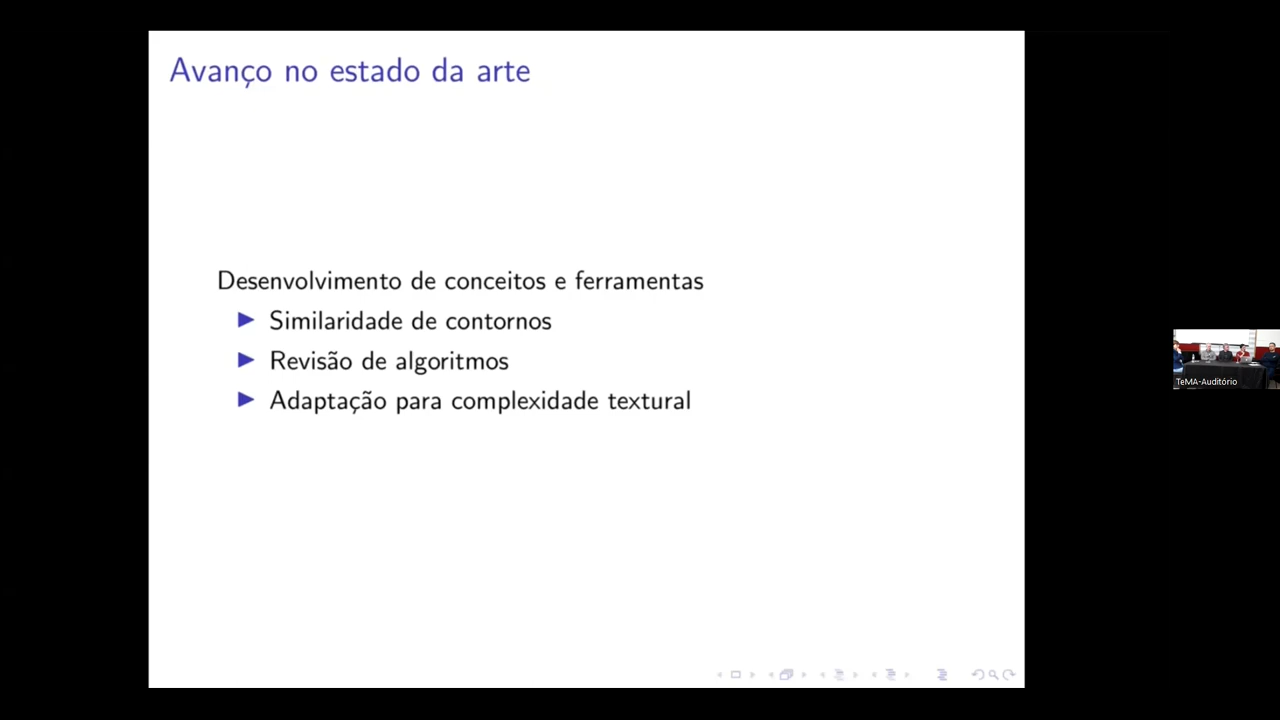 Avanço no estado da arte
Desenvolvimento de conceitos e ferramentas
Similaridade de contornos
Revisão de algoritmos
Adaptação para complexidade textural
TeMA-Auditório